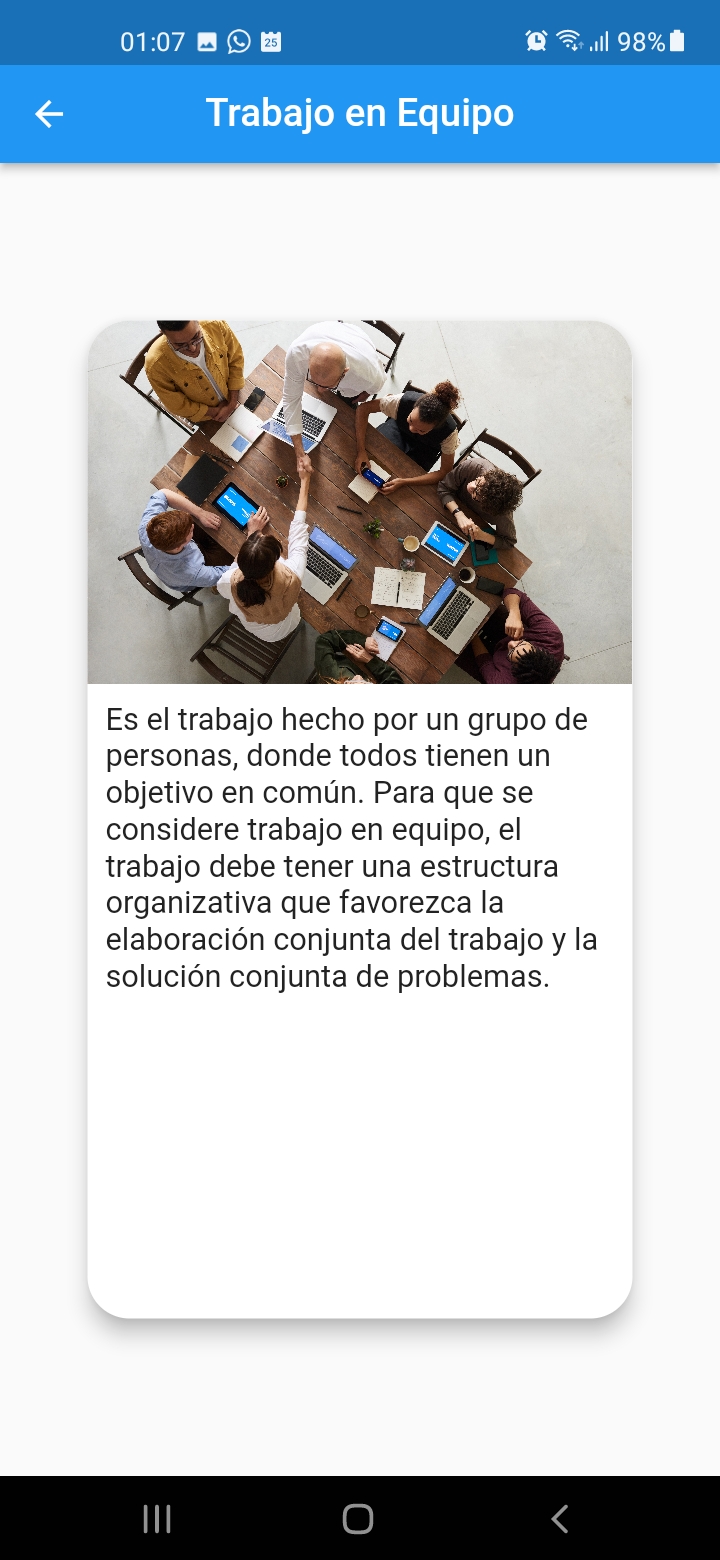 01:07 25 98%
Trabajo en Equipo
Es el trabajo hecho por un grupo de
personas, donde todos tienen un
objetivo en común. Para que se
considere trabajo en equipo, el
trabajo debe tener una estructura
organizativa que favorezca la
elaboración conjunta del trabajo y la
solución conjunta de problemas.